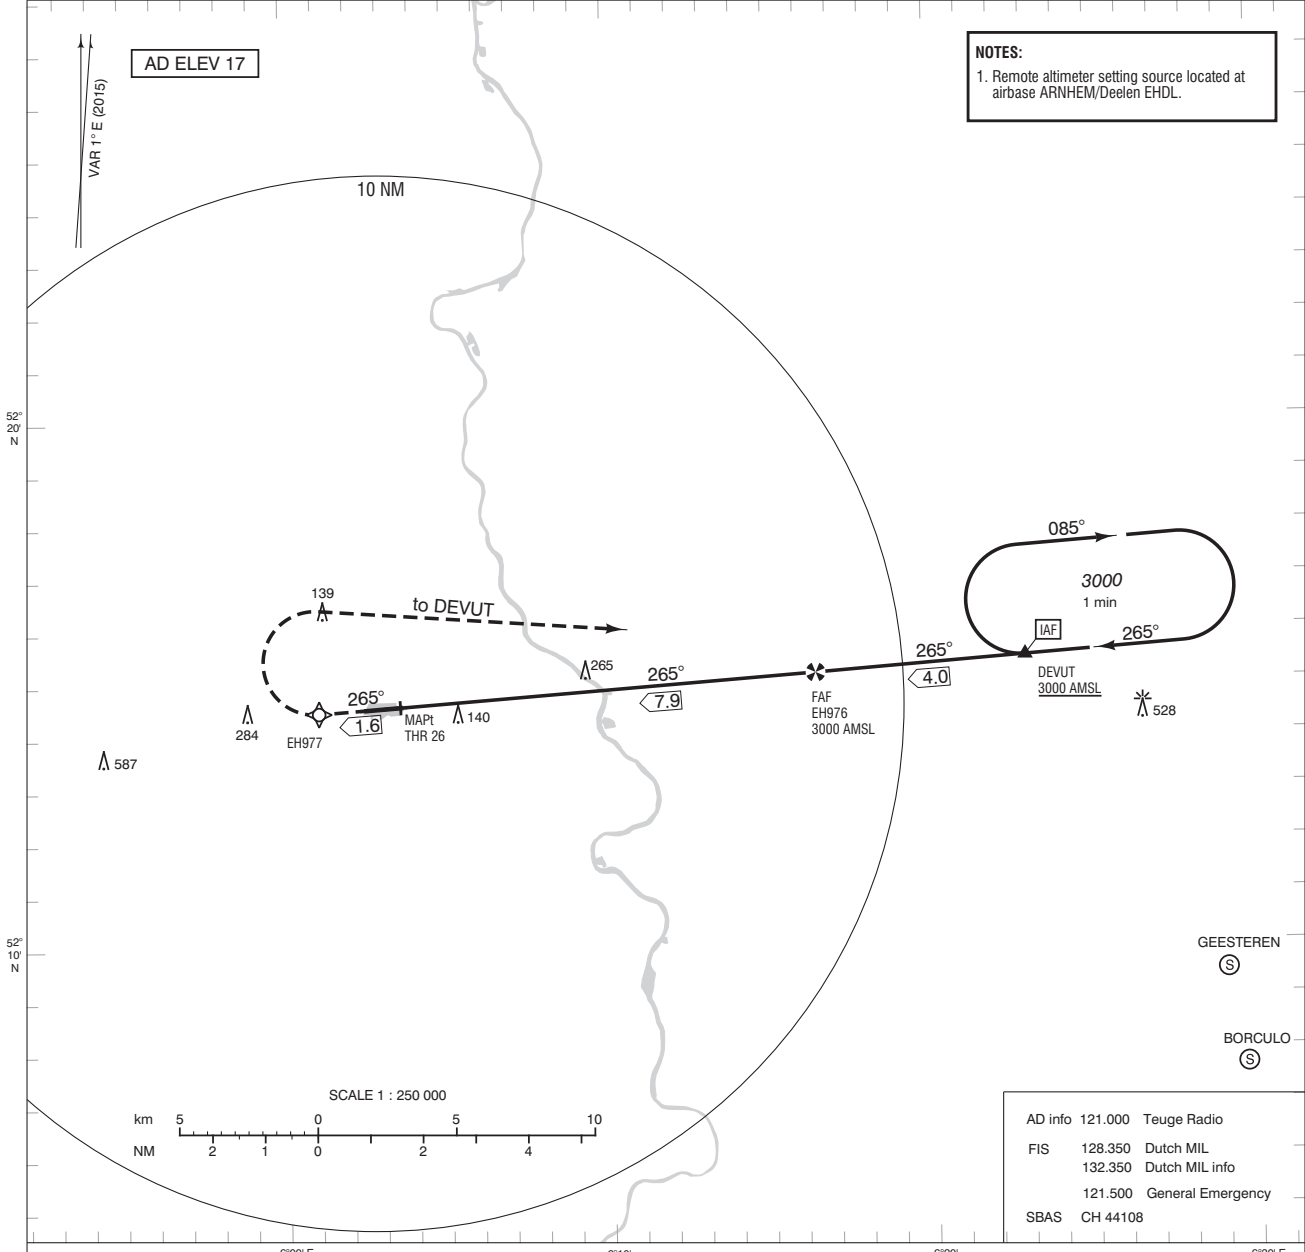 AD ELEV 17
VAR 1° E (2015)
NOTES:
1. Remote altimeter setting source located at
airbase ARNHEM/Deelen EHDL.
10 NM
52°
20'
N
085°
3000
1 min
265°
IAF
DEVUT
3000 AMSL
528
265°
4.0
FAF
EH976
3000 AMSL
265°
7.9
265
139
to DEVUT
265°
1.6
MAPt
THR 26
140
EH977
284
587
52°
10'
N
GEESTEREN
S
BORCULO
S
SCALE 1 : 250 000
km 5 0 5 10
NM 2 1 0 2 4
AD info 121.000 Teuge Radio
FIS 128.350 Dutch MIL
132.350 Dutch MIL info
121.500 General Emergency
SBAS CH 44108